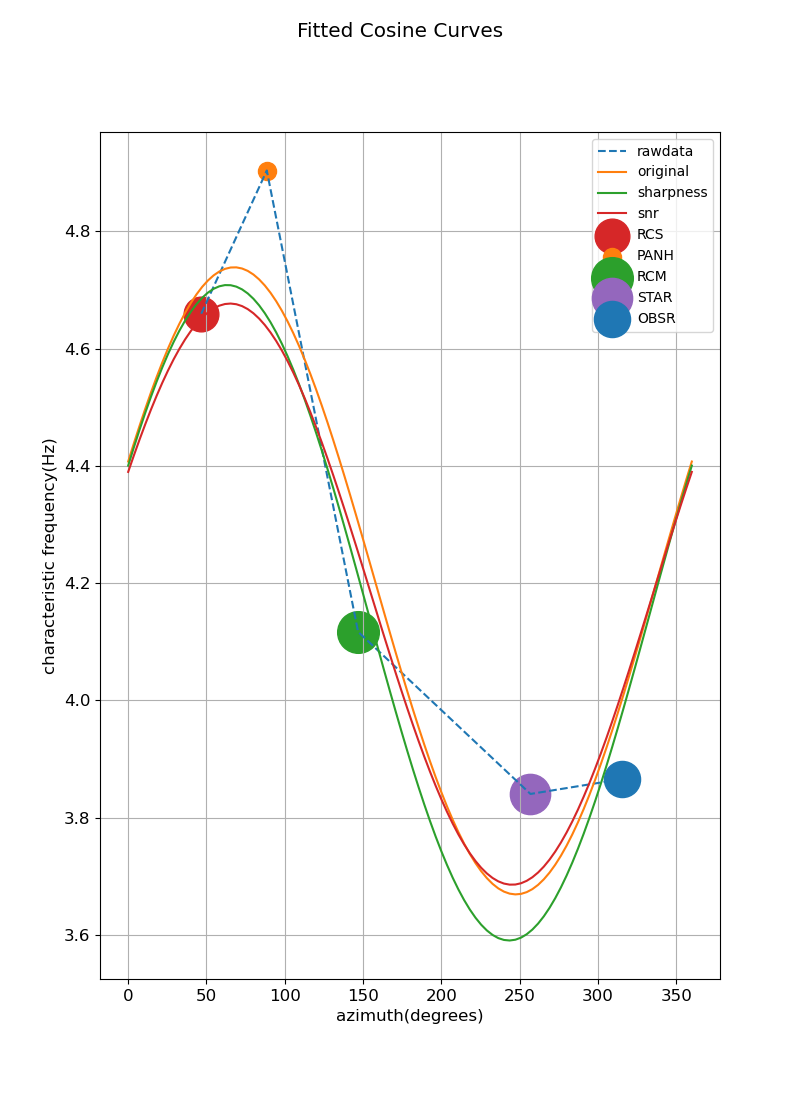 Fitted Cosine Curves
rawdata
original
sharpness
snr
RCS
PANH
RCM
STAR
OBSR
4.8
4.6
4.4
4.2
4.0
3.8
3.6
characteristic frequency(Hz)
0 50 100 150 200 250 300 350
azimuth(degrees)